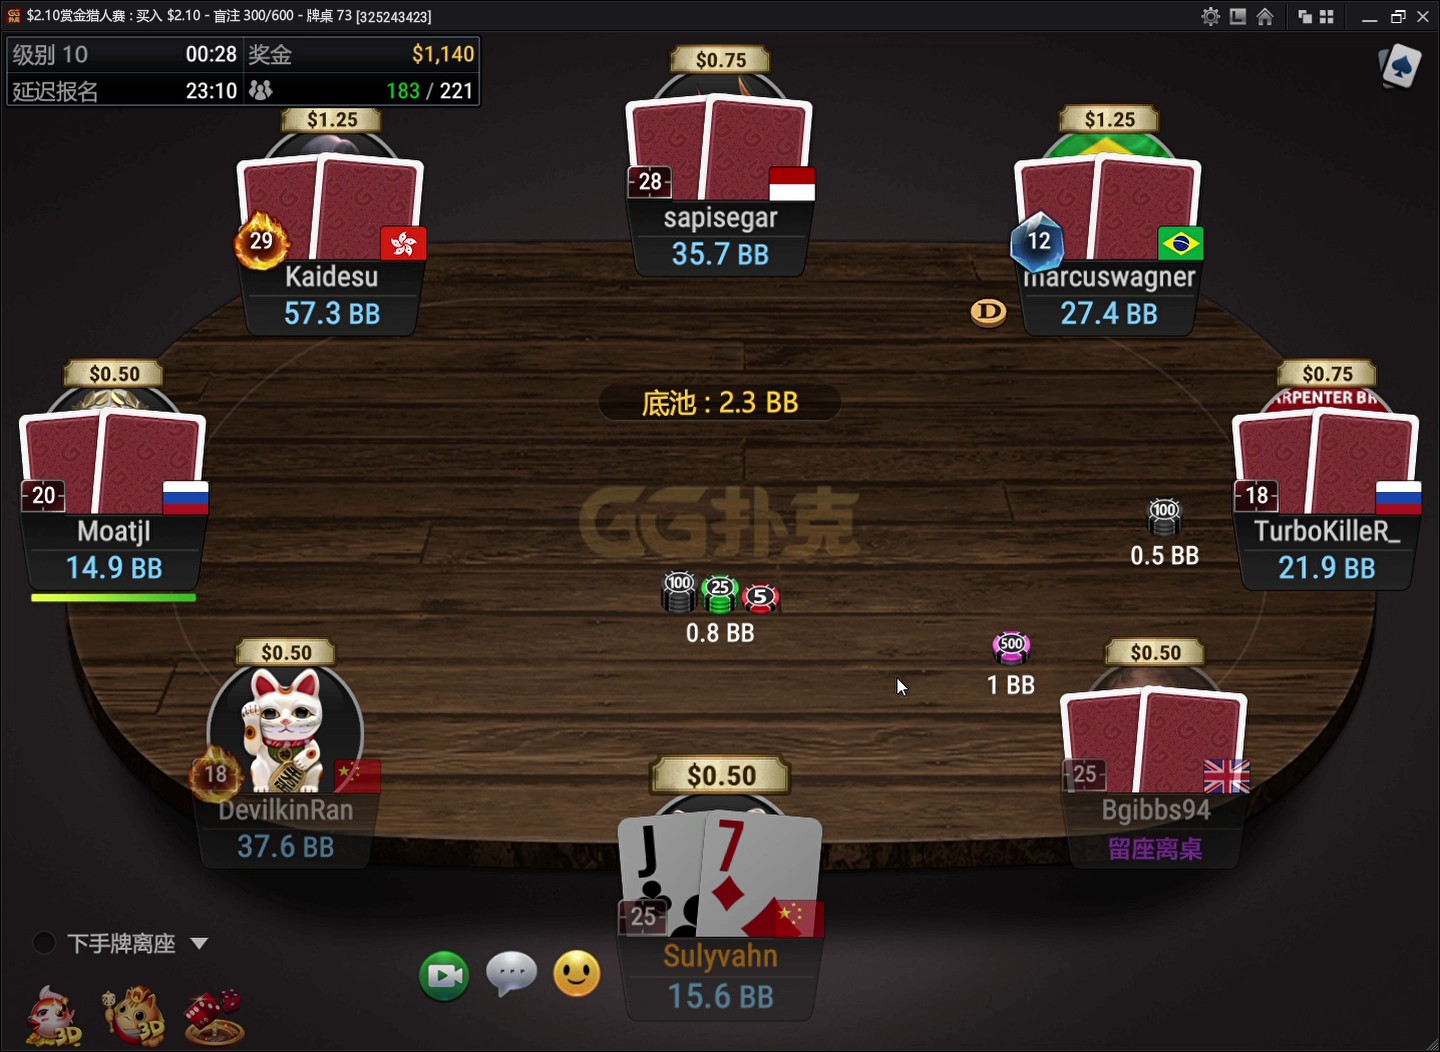 $2.10赏金猎人赛 : 买入 $2.10 - 盲注 300/600 - 牌桌 73 [325243423]
级别 10 00:28 奖金 $1,140
延迟报名 23:10 183 / 221
$0.75
28
sapisegar
35.7 BB
$1.25
29
Kaidesu
57.3 BB
$1.25
12
marcuswagner
27.4 BB
D
$0.50
20
Moatjl
14.9 BB
底池 : 2.3 BB
$0.75
ARPENTER BR
18
TurboKilleR_
21.9 BB
GG扑克
100
0.5 BB
100 25 5
0.8 BB
500
1 BB
$0.50
18
DevilkinRan
37.6 BB
$0.50
25
Bgibbs94
留座离桌
$0.50
J 7
25
Sulyvahn
15.6 BB
下手牌离座
3D 3D